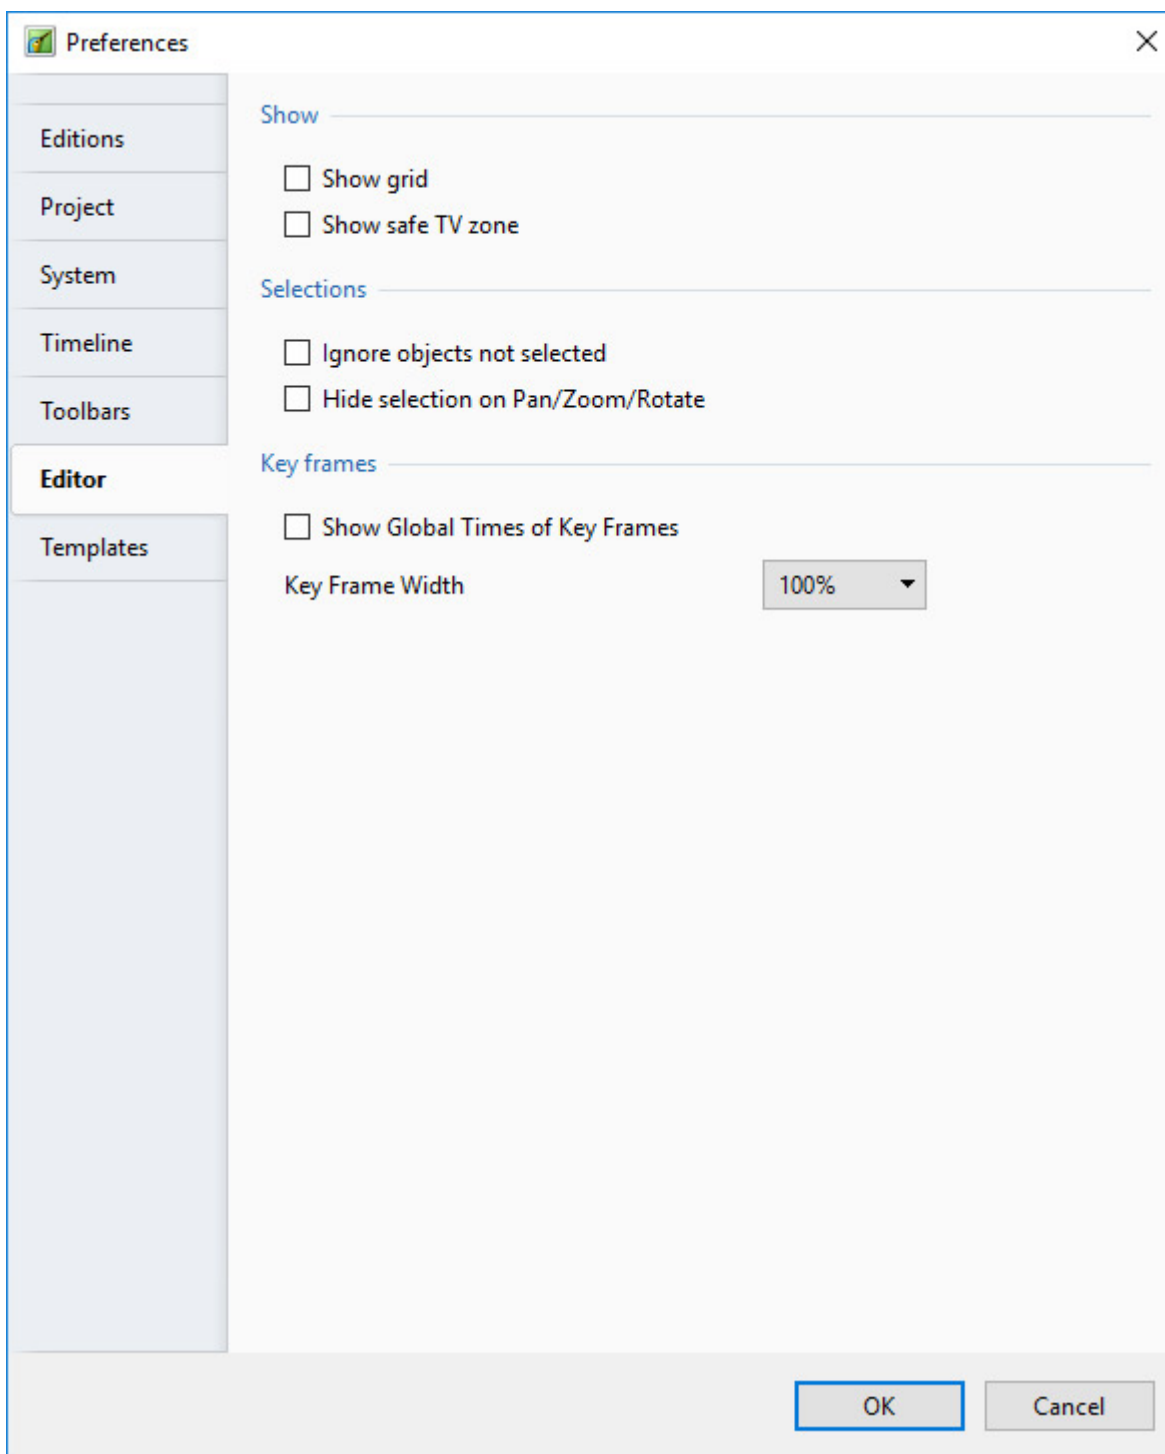 Preferences
Editions
Project
System
Timeline
Toolbars
Editor
Templates
Show
Show grid
Show safe TV zone
Selections
Ignore objects not selected
Hide selection on Pan/Zoom/Rotate
Key frames
Show Global Times of Key Frames
Key Frame Width 100%
OK Cancel